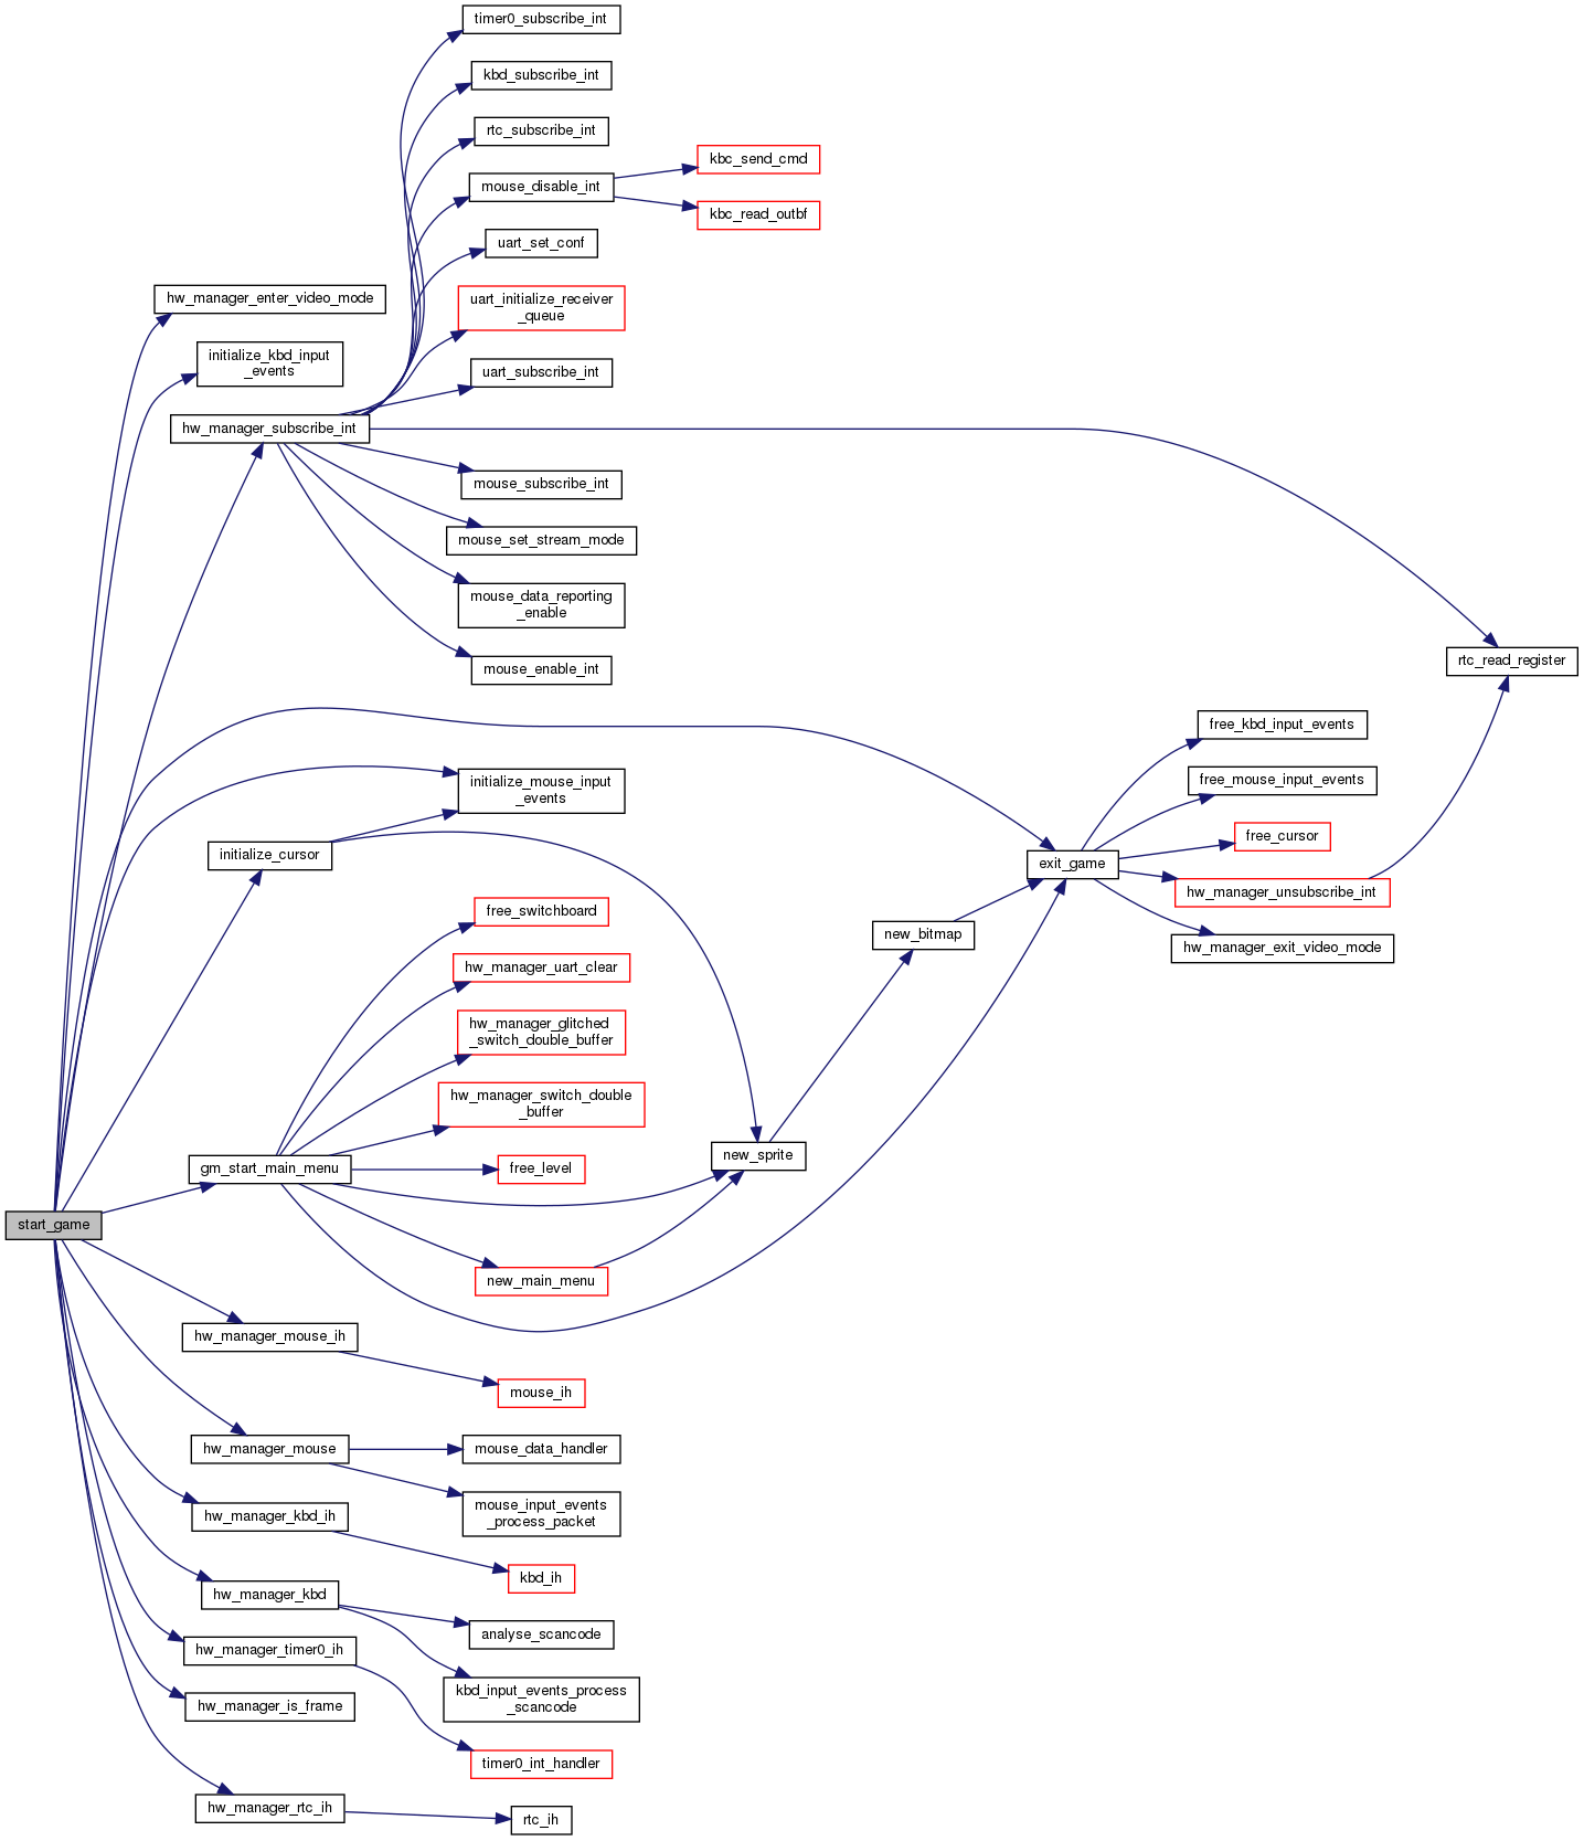 timer0_subscribe_int
kbd_subscribe_int
rtc_subscribe_int
kbc_send_cmd
mouse_disable_int
kbc_read_outbf
uart_set_conf
hw_manager_enter_video_mode
uart_initialize_receiver
_queue
initialize_kbd_input
_events
uart_subscribe_int
hw_manager_subscribe_int
mouse_subscribe_int
mouse_set_stream_mode
mouse_data_reporting
_enable
mouse_enable_int
rtc_read_register
free_kbd_input_events
initialize_mouse_input
_events
free_mouse_input_events
free_cursor
initialize_cursor
exit_game
hw_manager_unsubscribe_int
free_switchboard
new_bitmap
hw_manager_exit_video_mode
hw_manager_uart_clear
hw_manager_glitched
_switch_double_buffer
hw_manager_switch_double
_buffer
new_sprite
gm_start_main_menu
free_level
start_game
new_main_menu
hw_manager_mouse_ih
mouse_ih
hw_manager_mouse
mouse_data_handler
mouse_input_events
_process_packet
hw_manager_kbd_ih
kbd_ih
hw_manager_kbd
analyse_scancode
hw_manager_timer0_ih
kbd_input_events_process
_scancode
hw_manager_is_frame
timer0_int_handler
hw_manager_rtc_ih
rtc_ih